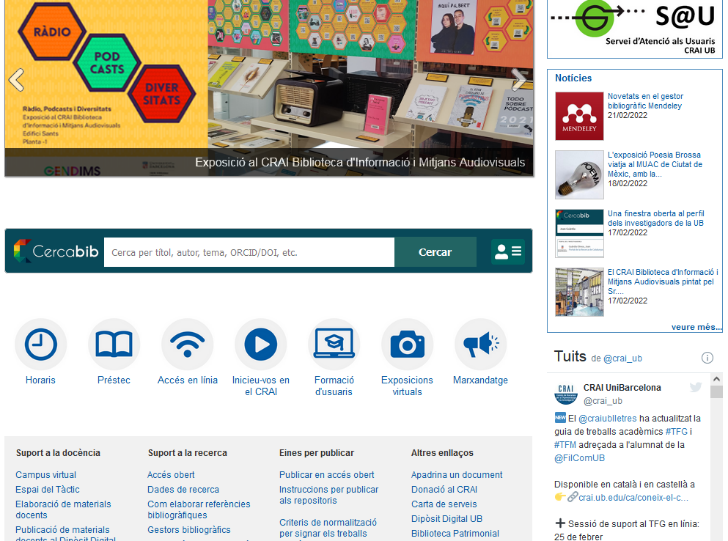 RÀDIO
POD
CASTS
DIVER
SITATS
Ràdio, Podcasts i Diversitats
Exposició al CRAI Biblioteca
d'Informació i Mitjans Audiovisuals
Edifici Sants
Planta -1
GENDIMS
AQUÍ MATEIX
TODO
SOBRE
PODCAST
2021
Exposició al CRAI Biblioteca d'Informació i Mitjans Audiovisuals
S@U
Servei d'Atenció als Usuaris
CRAI UB
Notícies
MENDELEY
Novetats en el gestor
bibliogràfic Mendeley
21/02/2022
L'exposició Poesia Brossa
viatja al MUAC de Ciutat de
Mèxic, amb la...
18/02/2022
Cercabib
Una finestra oberta al perfil
dels investigadors de la UB
17/02/2022
El CRAI Biblioteca d'Informació i
Mitjans Audiovisuals pintat pel
Sr....
17/02/2022
veure més...
Cercabib
Cerca per títol, autor, tema, ORCID/DOI, etc.
Cercar
Horaris
Préstec
Accés en línia
Inicieu-vos en
el CRAI
Formació
d'usuaris
Exposicions
virtuals
Marxandatge
Tuits de @crai_ub
CRAI
CRAI UniBarcelona
@crai_ub
NEW El @craiublletres ha actualitzat la
guia de treballs acadèmics #TFG i
#TFM adreçada a l'alumnat de la
@FilComUB
Disponible en català i en castellà a
crai.ub.edu/ca/coneix-el-c...
Sessió de suport al TFG en línia:
25 de febrer
Suport a la docència
Campus virtual
Espai del Tàctic
Elaboració de materials
docents
Publicació de materials
docents al Dipòsit Digital
Suport a la recerca
Accés obert
Dades de recerca
Com elaborar referències
bibliogràfiques
Gestors bibliogràfics
Eines per publicar
Publicar en accés obert
Instruccions per publicar
als repositoris
Criteris de normalització
per signar els treballs
Altres enllaços
Apadrina un document
Donació al CRAI
Carta de serveis
Dipòsit Digital UB
Biblioteca Patrimonial